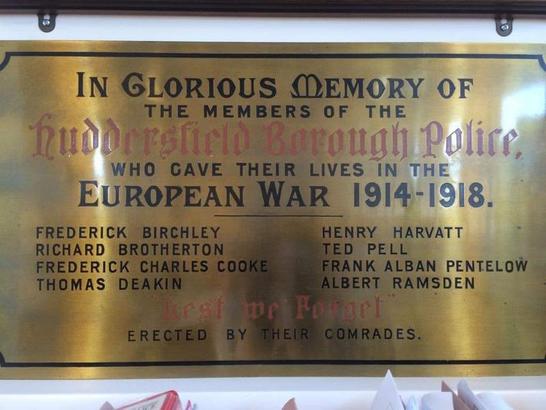 IN GLORIOUS MEMORY OF
THE MEMBERS OF THE
Huddersfield Borough Police,
WHO GAVE THEIR LIVES IN THE
EUROPEAN WAR 1914-1918.
FREDERICK BIRCHLEY
RICHARD BROTHERTON
FREDERICK CHARLES COOKE
THOMAS DEAKIN
HENRY HARVATT
TED PELL
FRANK ALBAN PENTELOW
ALBERT RAMSDEN
"Lest we Forget"
ERECTED BY THEIR COMRADES.